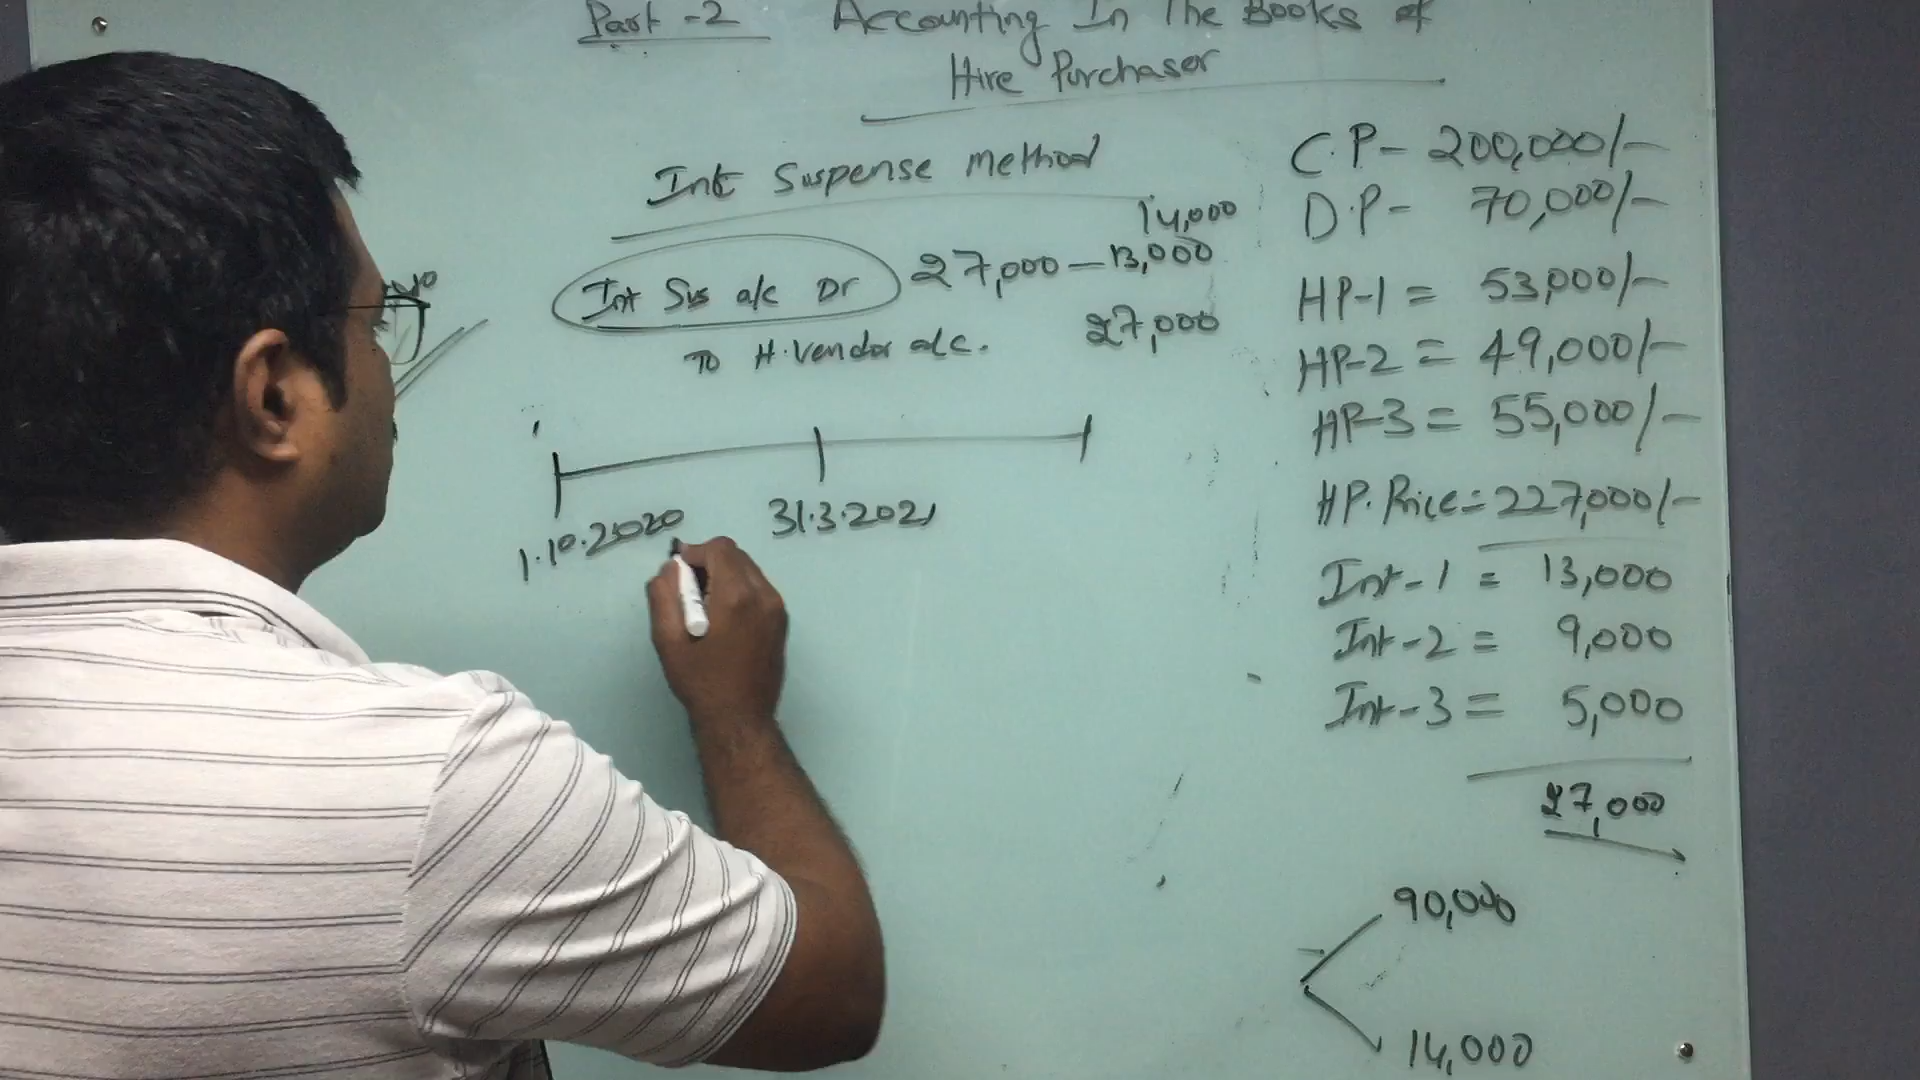 Part -2 Accounting In The Books of
Hire Purchaser
Int Suspense Method
14,000
Int Sus a/c Dr 27,000 - 13,000
To H.Vendor a/c. 27,000
1.10.2020 31.3.2021
C.P- 200,000/-
D.P- 70,000/-
HP-1 = 53,000/-
HP-2 = 49,000/-
HP-3 = 55,000/-
HP.Price = 227,000/-
Int-1 = 13,000
Int-2 = 9,000
Int-3 = 5,000
27,000
90,000
14,000